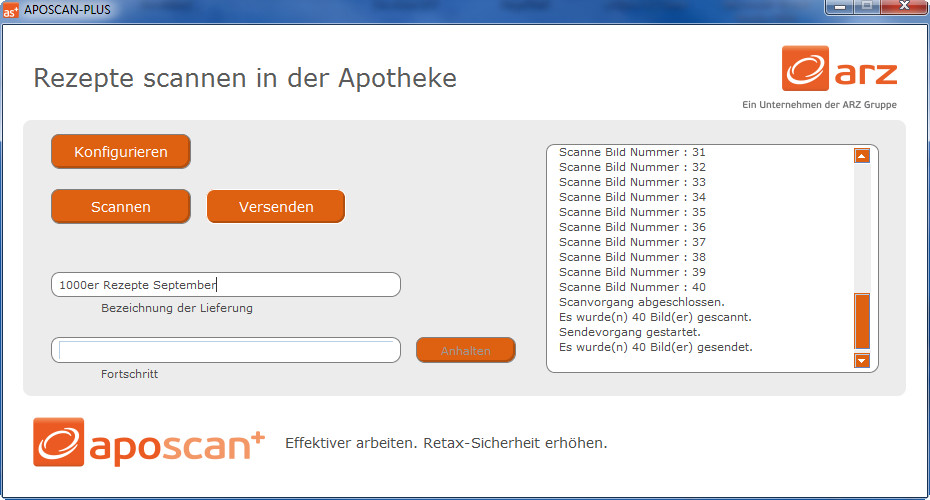 as+ APOSCAN-PLUS
Rezepte scannen in der Apotheke
arz
Ein Unternehmen der ARZ Gruppe
Konfigurieren
Scannen
Versenden
1000er Rezepte September
Bezeichnung der Lieferung
Anhalten
Fortschritt
Scanne Bild Nummer : 31
Scanne Bild Nummer : 32
Scanne Bild Nummer : 33
Scanne Bild Nummer : 34
Scanne Bild Nummer : 35
Scanne Bild Nummer : 36
Scanne Bild Nummer : 37
Scanne Bild Nummer : 38
Scanne Bild Nummer : 39
Scanne Bild Nummer : 40
Scanvorgang abgeschlossen.
Es wurde(n) 40 Bild(er) gescannt.
Sendevorgang gestartet.
Es wurde(n) 40 Bild(er) gesendet.
aposcan+
Effektiver arbeiten. Retax-Sicherheit erhöhen.